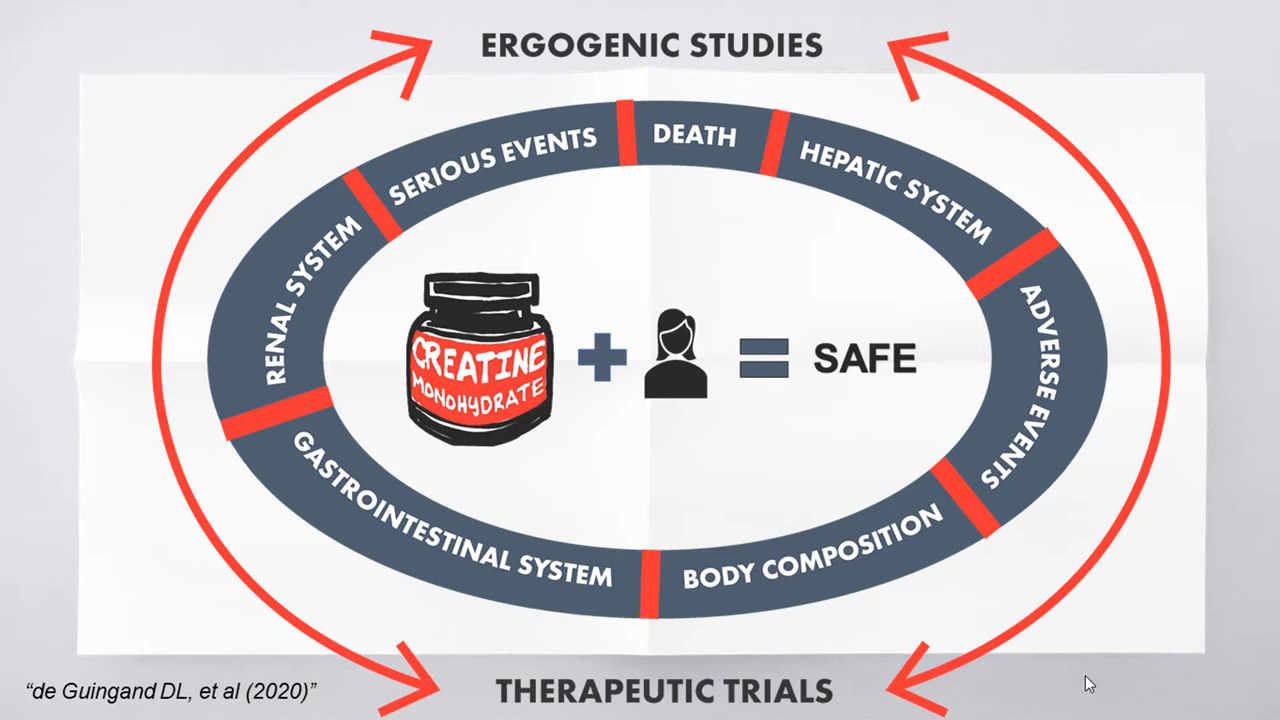 ERGOGENIC STUDIES
SERIOUS EVENTS
DEATH
HEPATIC SYSTEM
RENAL SYSTEM
ADVERSE EVENTS
CREATINE
MONOHYDRATE
SAFE
GASTROINTESTINAL SYSTEM
BODY COMPOSITION
“de Guingand DL, et al (2020)”
THERAPEUTIC TRIALS